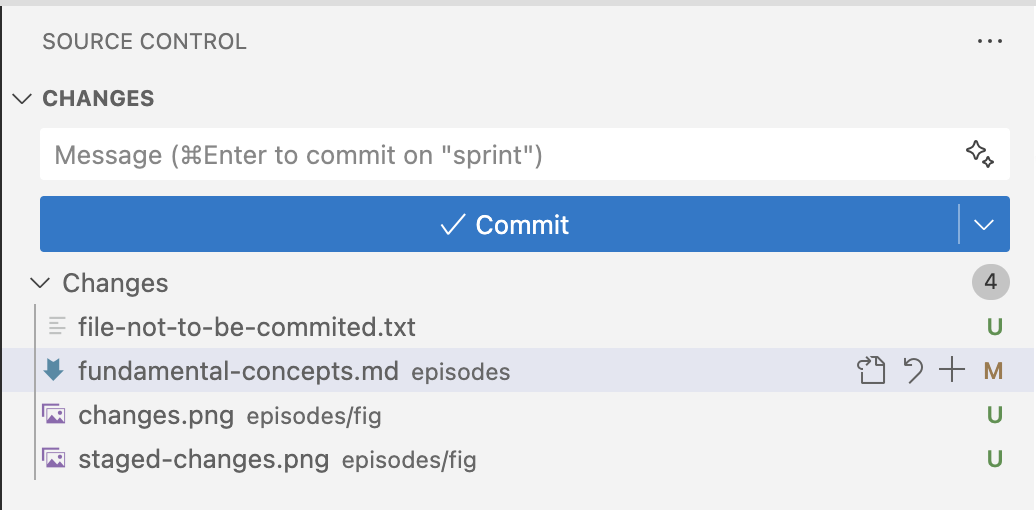 SOURCE CONTROL
CHANGES
Message (⌘Enter to commit on "sprint")
Commit
Changes 4
file-not-to-be-commited.txt U
fundamental-concepts.md episodes M
changes.png episodes/fig U
staged-changes.png episodes/fig U